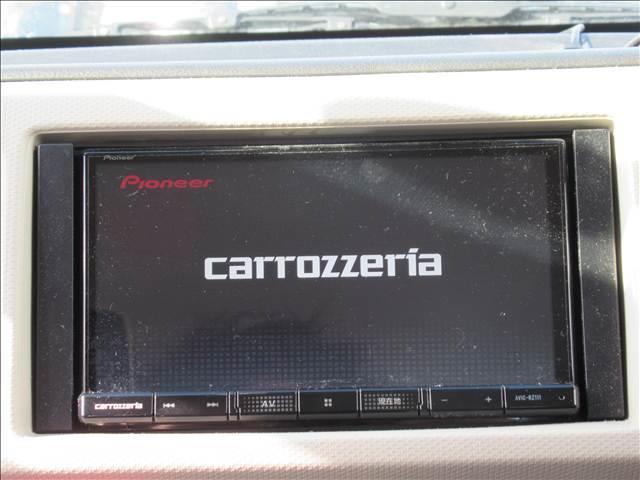 Pioneer
Pioneer
carrozzeria
carrozzeria AV 現在地 AVIC-RZ111